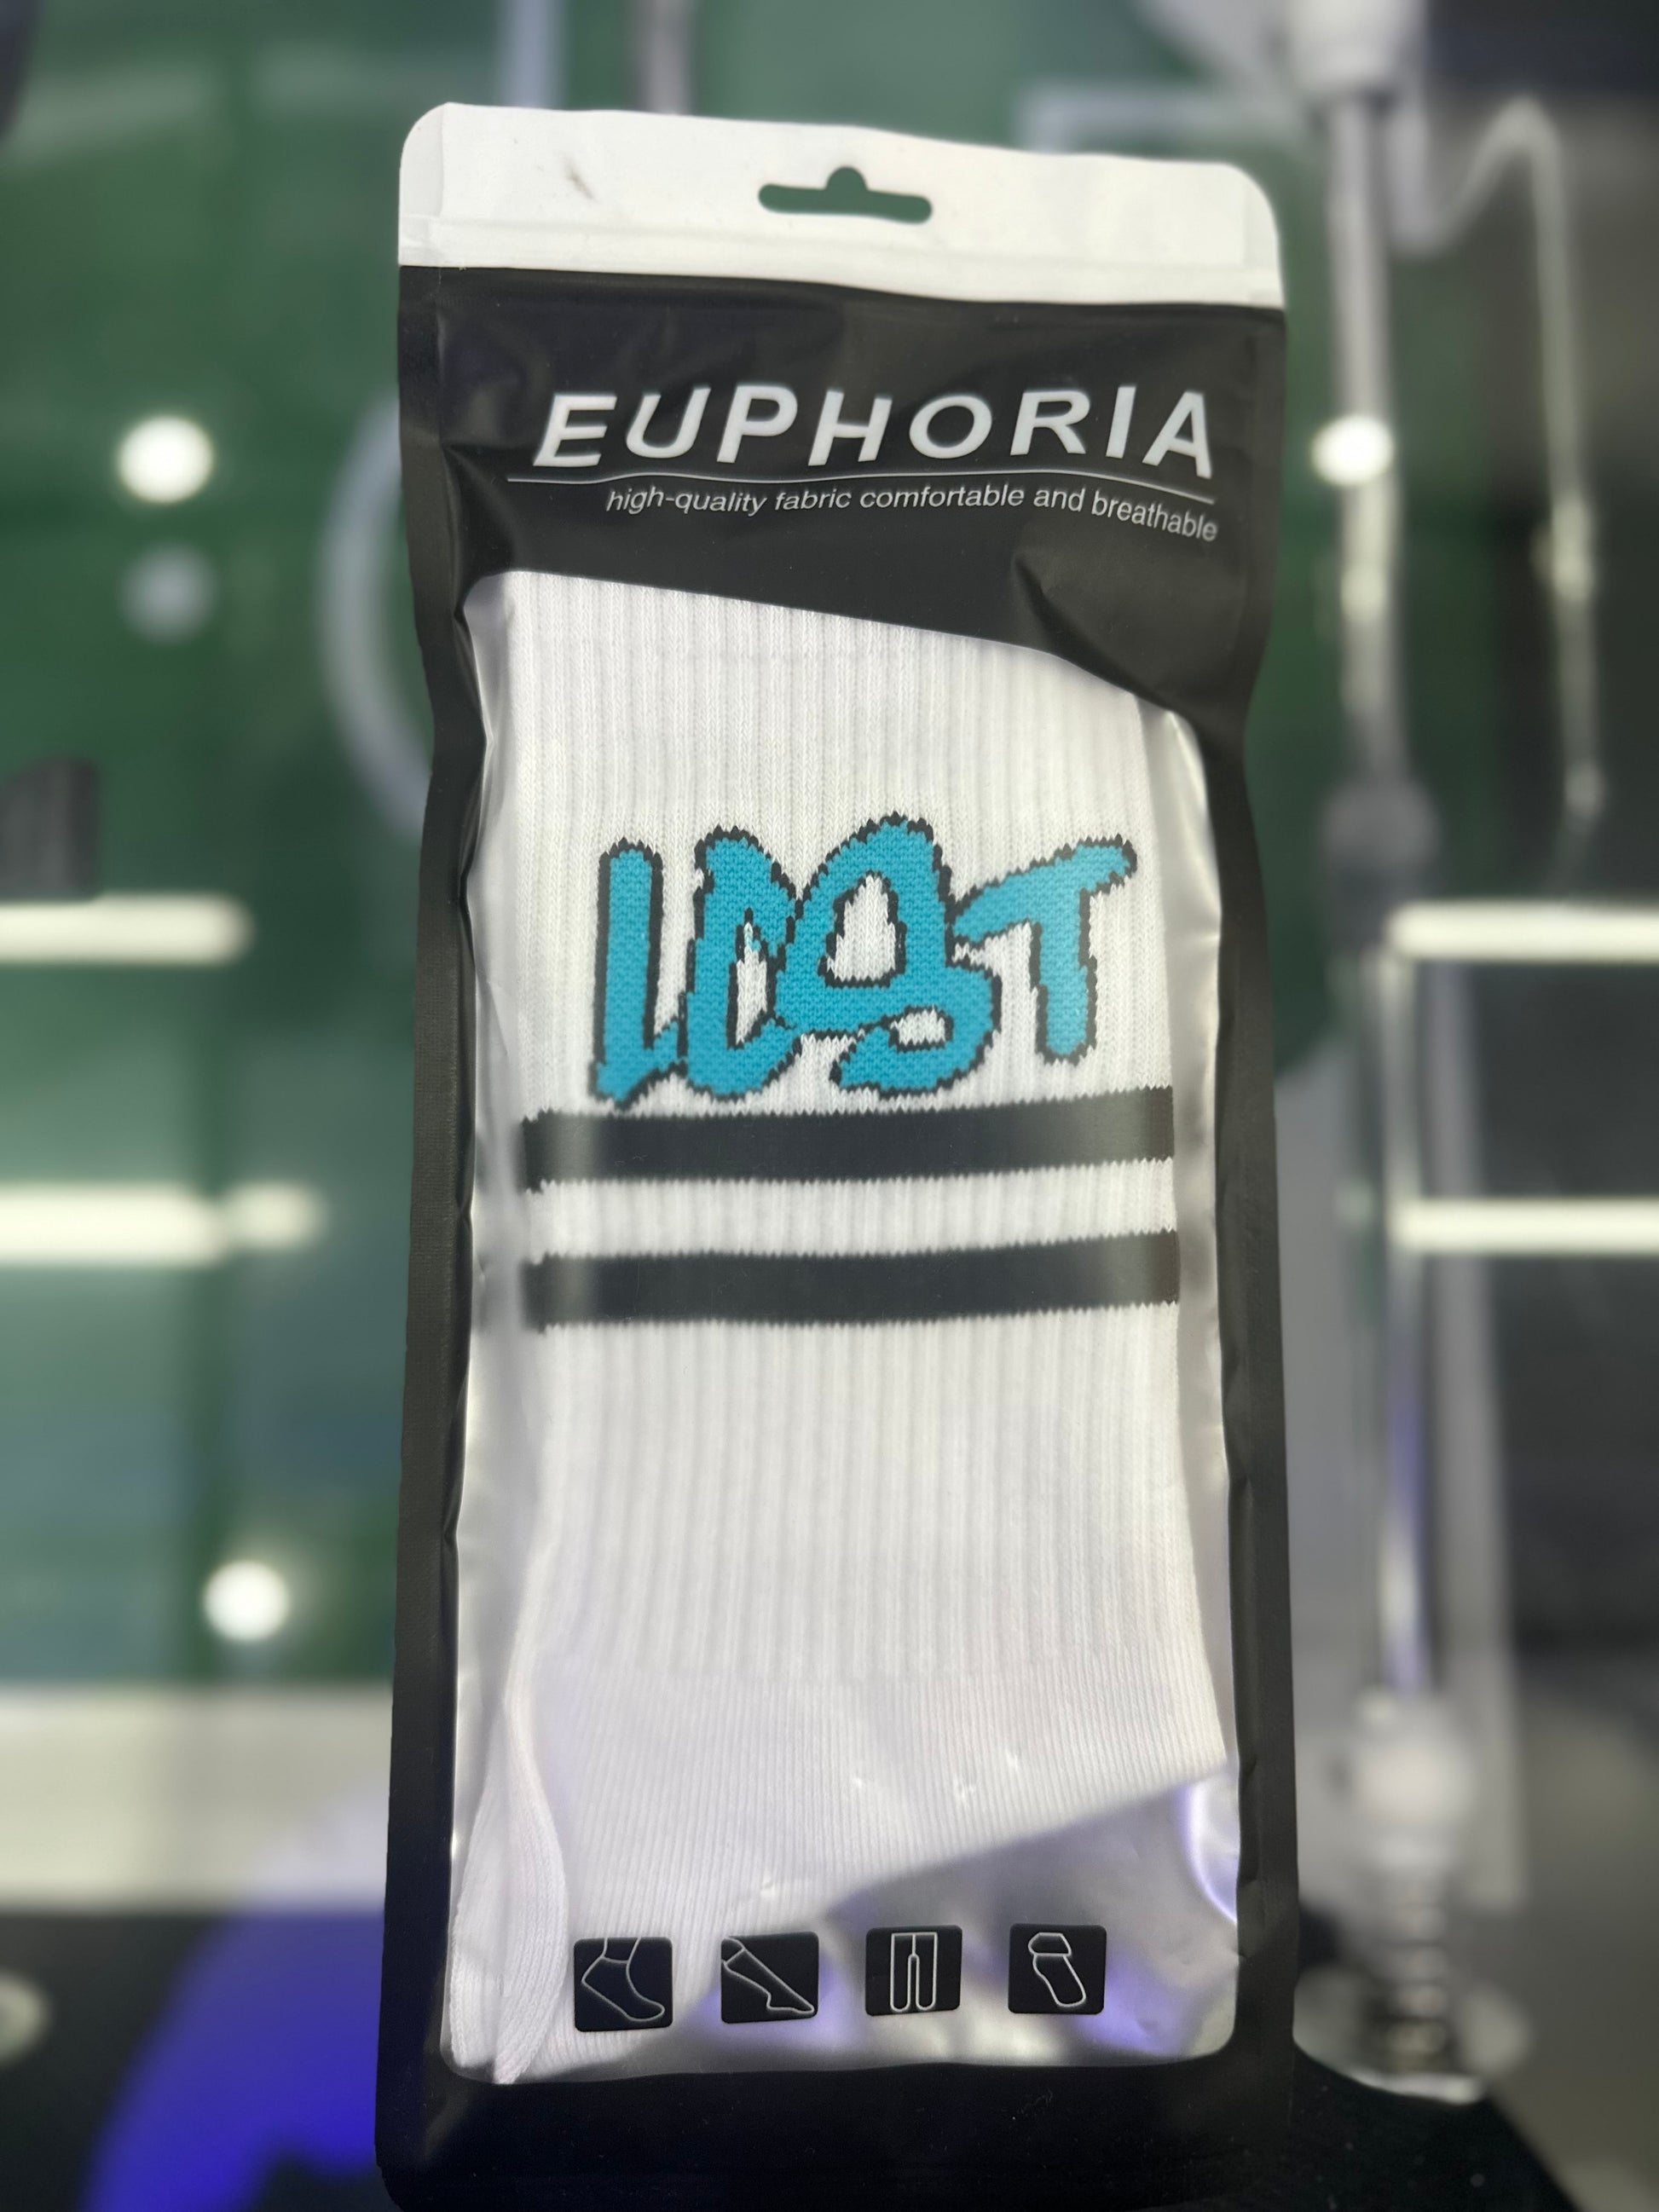 EUPHORIA
high-quality fabric comfortable and breathable
LOST